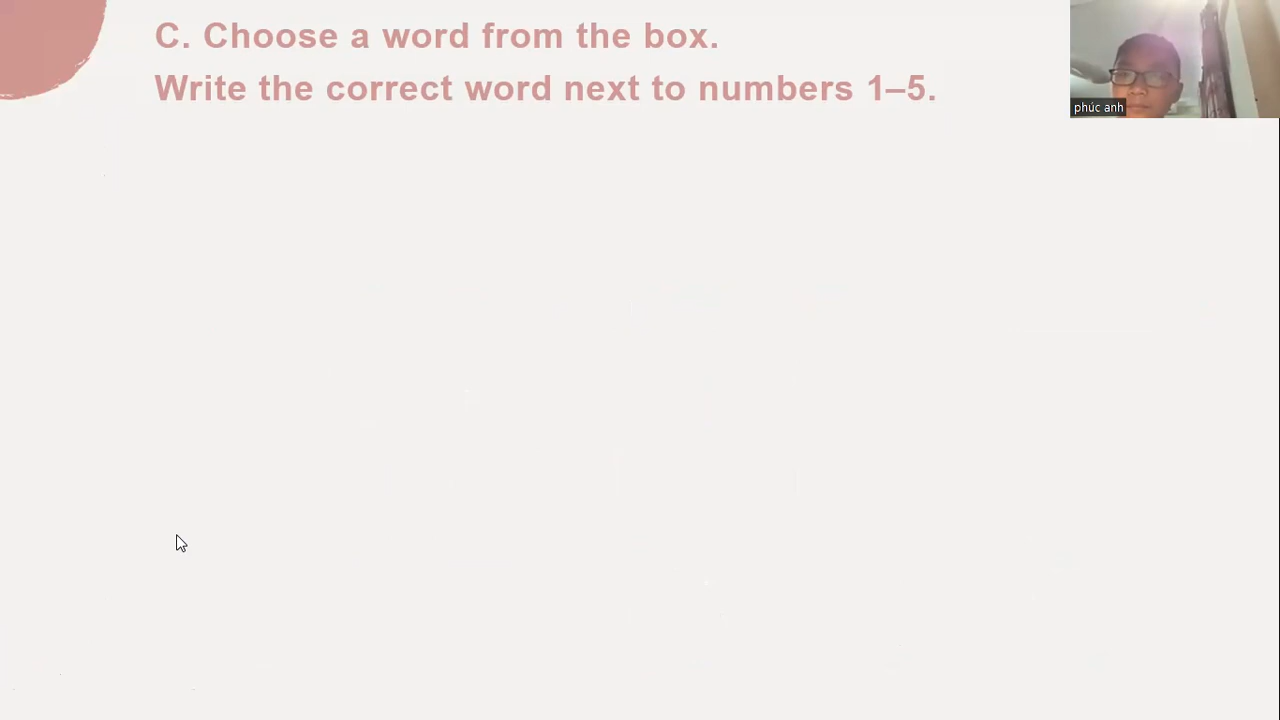 C. Choose a word from the box.
Write the correct word next to numbers 1–5.
phúc anh